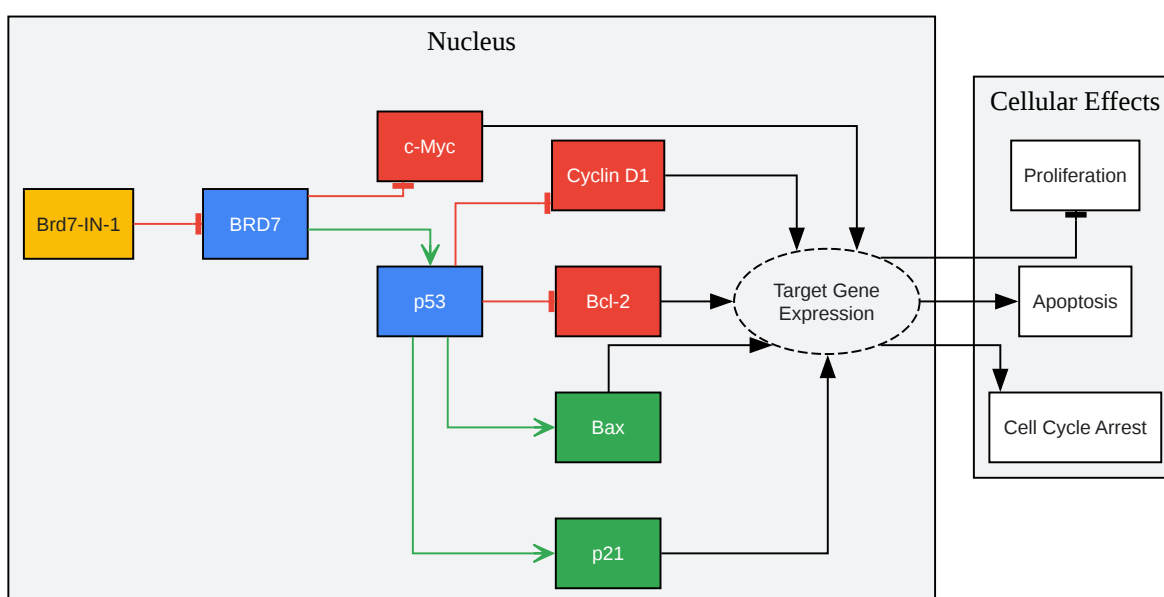 Nucleus
Cellular Effects
c-Myc
Cyclin D1
Proliferation
Brd7-IN-1
BRD7
p53
Bcl-2
Target Gene
Expression
Apoptosis
Bax
Cell Cycle Arrest
p21